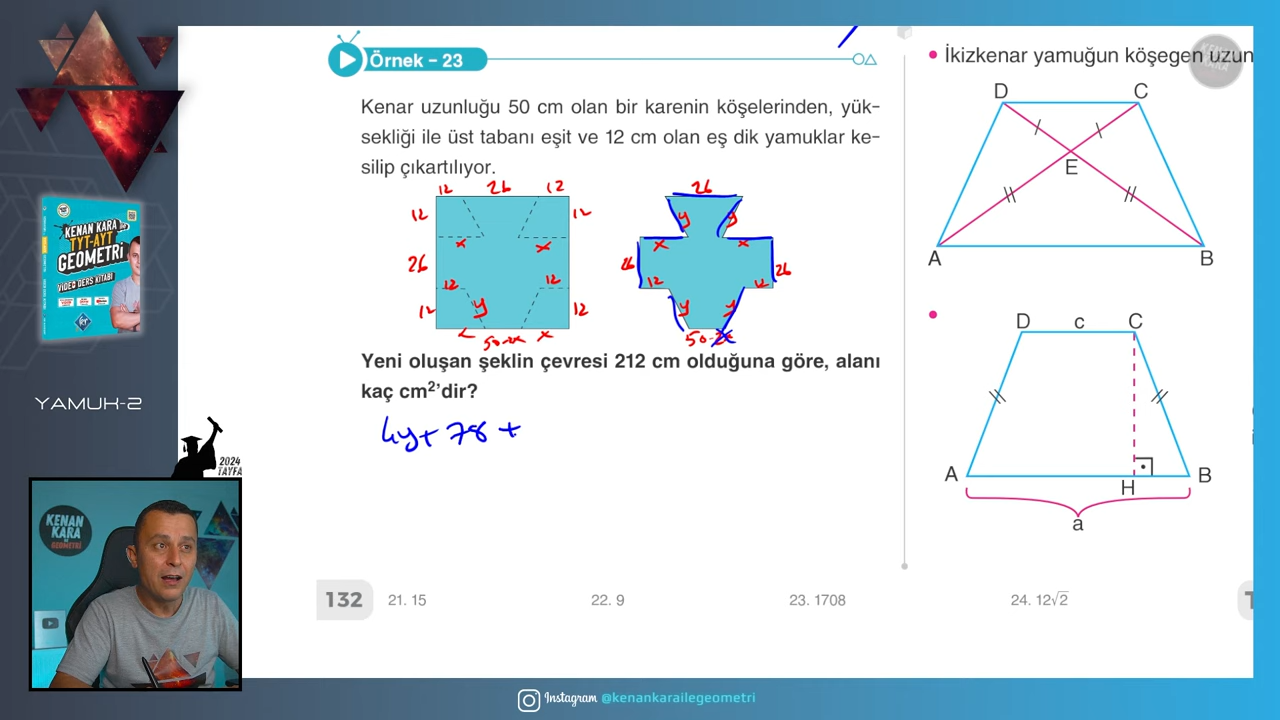 Örnek – 23
Kenar uzunluğu 50 cm olan bir karenin köşelerinden, yük-
sekliği ile üst tabanı eşit ve 12 cm olan eş dik yamuklar ke-
silip çıkartılıyor.
12 26 12
12 12
x x
26
12 12
12 y 12
50-2x x
26
y y
x x
26 26
12 12
y y
50-2x
Yeni oluşan şeklin çevresi 212 cm olduğuna göre, alanı
kaç cm²'dir?
4y+ 78 +
132
21. 15
22. 9
23. 1708
24. 12√2
• İkizkenar yamuğun köşegen uzun
D C
E
A B
•
D c C
A H B
a
KENAN KARA
TYT-AYT
GEOMETRİ
VİDEO DERS KİTABI
YAMUK-2
2024
TAYFA
KENAN
KARA
GEOMETRİ
Instagram @kenankarailegeometri